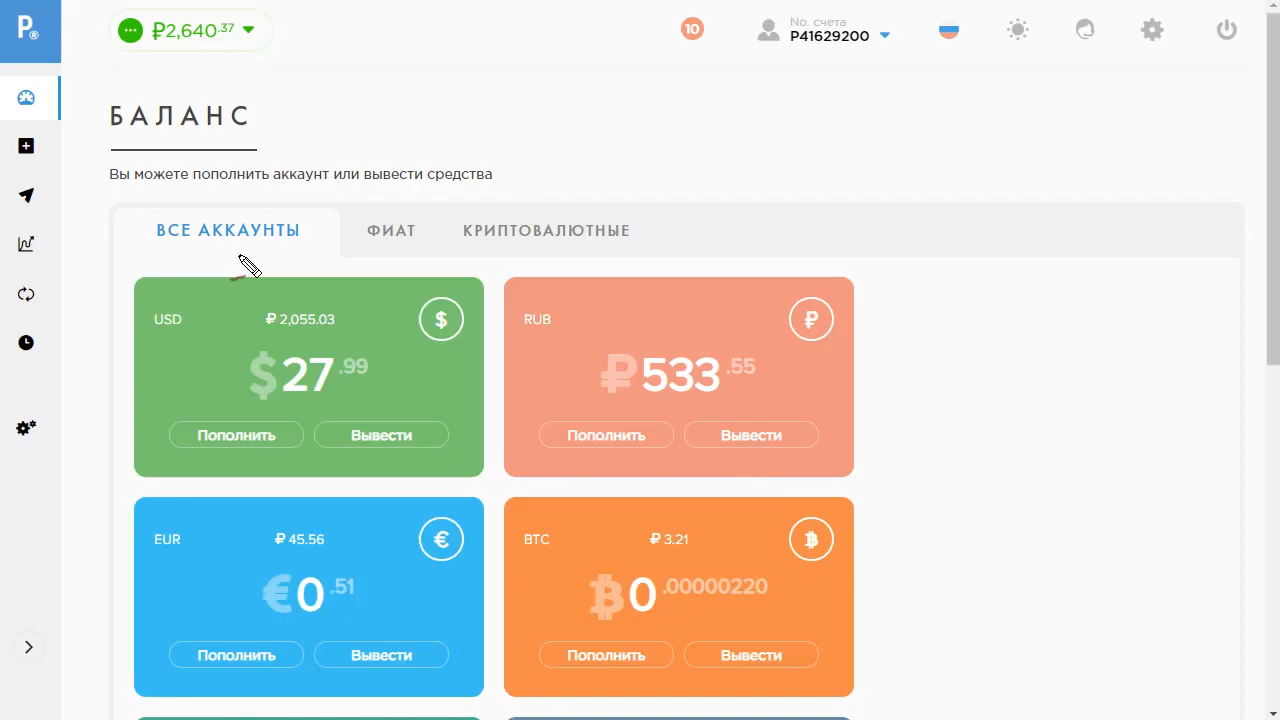 P®
₽2,640.37
10
No. счета
P41629200
БАЛАНС
Вы можете пополнить аккаунт или вывести средства
ВСЕ АККАУНТЫ ФИАТ КРИПТОВАЛЮТНЫЕ
USD ₽ 2,055.03 $
$27.99
Пополнить Вывести
RUB ₽
₽533.55
Пополнить Вывести
EUR ₽ 45.56 €
€0.51
Пополнить Вывести
BTC ₽ 3.21 ₿
₿0.00000220
Пополнить Вывести